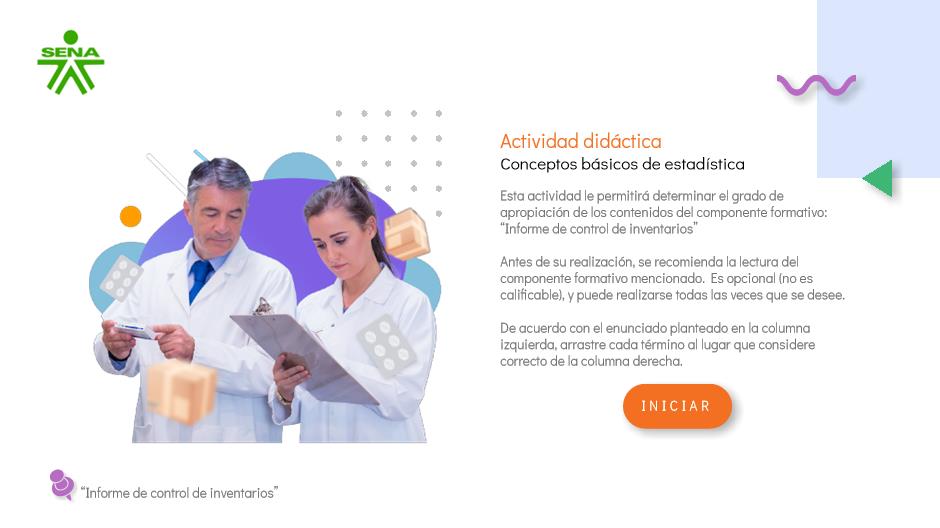 SENA
Actividad didáctica
Conceptos básicos de estadística
Esta actividad le permitirá determinar el grado de
apropiación de los contenidos del componente formativo:
“Informe de control de inventarios”
Antes de su realización, se recomienda la lectura del
componente formativo mencionado. Es opcional (no es
calificable), y puede realizarse todas las veces que se desee.
De acuerdo con el enunciado planteado en la columna
izquierda, arrastre cada término al lugar que considere
correcto de la columna derecha.
INICIAR
“Informe de control de inventarios”